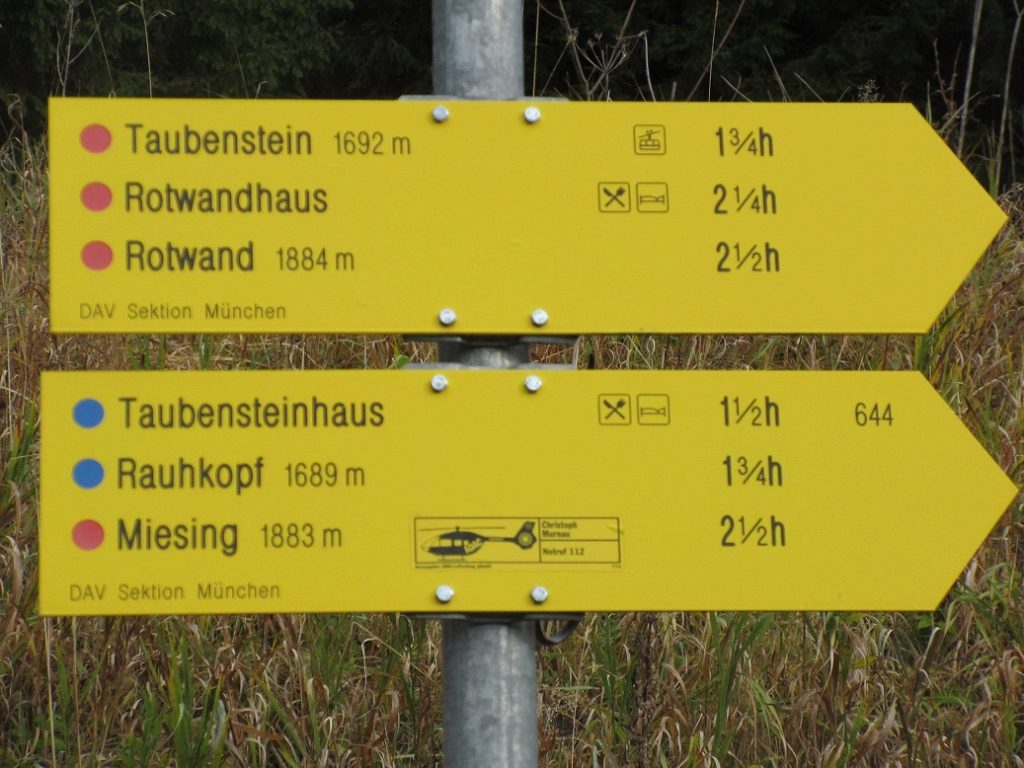 Taubenstein 1692 m 1¾h
Rotwandhaus 2¼h
Rotwand 1884 m 2½h
DAV Sektion München
Taubensteinhaus 1½h 644
Rauhkopf 1689 m 1¾h
Miesing 1883 m 2½h
Christoph
Murnau
Notruf 112
DAV Sektion München